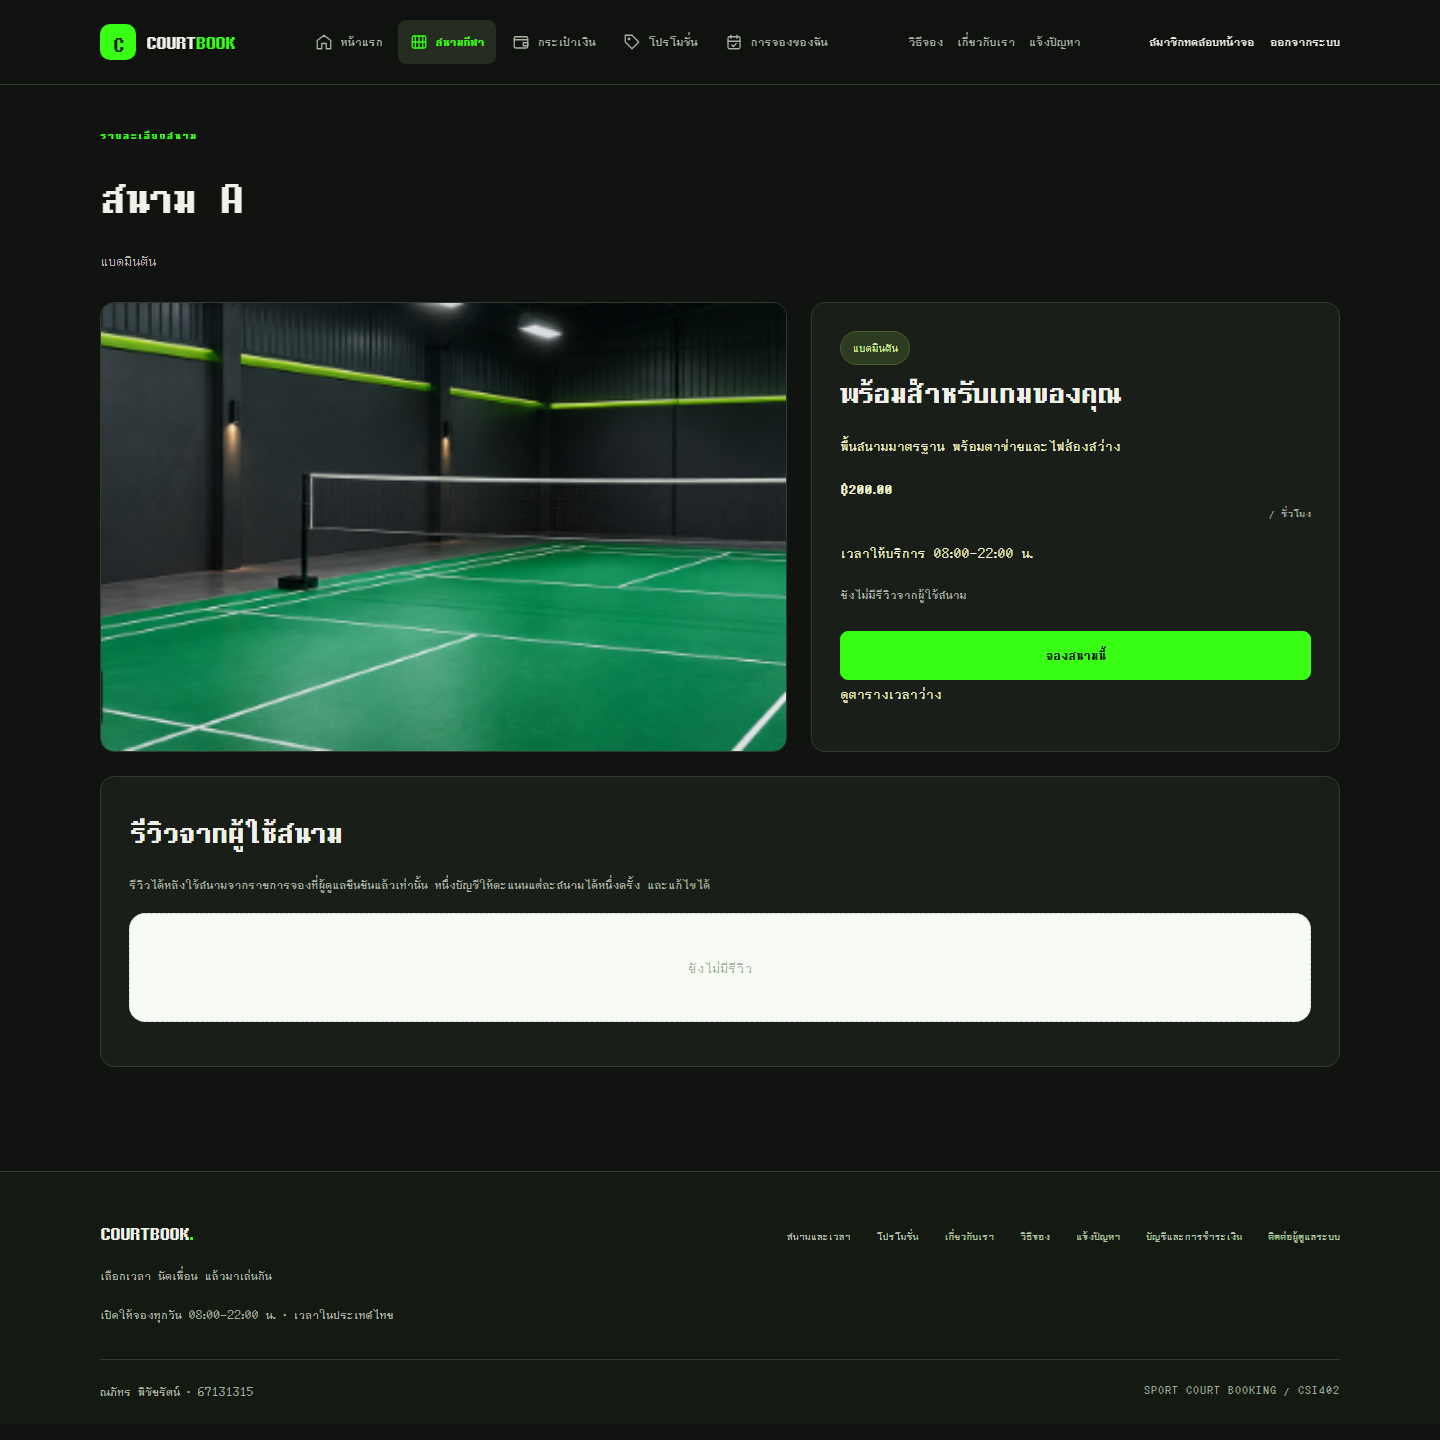 C COURTBOOK
หน้าแรก
สนามกีฬา
กระเป๋าเงิน
โปรโมชั่น
การจองของฉัน
วิธีจอง
เกี่ยวกับเรา
แจ้งปัญหา
สมาชิกทดสอบหน้าจอ
ออกจากระบบ
รายละเอียดสนาม
สนาม A
แบดมินตัน
แบดมินตัน
พร้อมสำหรับเกมของคุณ
พื้นสนามมาตรฐาน พร้อมตาข่ายและไฟส่องสว่าง
฿200.00
/ ชั่วโมง
เวลาให้บริการ 08:00–22:00 น.
ยังไม่มีรีวิวจากผู้ใช้สนาม
จองสนามนี้
ดูตารางเวลาว่าง
รีวิวจากผู้ใช้สนาม
รีวิวได้หลังใช้สนามจากรายการจองที่ผู้ดูแลยืนยันแล้วเท่านั้น หนึ่งบัญชีให้คะแนนแต่ละสนามได้หนึ่งครั้ง และแก้ไขได้
ยังไม่มีรีวิว
COURTBOOK.
สนามและเวลา
โปรโมชั่น
เกี่ยวกับเรา
วิธีจอง
แจ้งปัญหา
บัญชีและการชำระเงิน
ติดต่อผู้ดูแลระบบ
เลือกเวลา นัดเพื่อน แล้วมาเล่นกัน
เปิดให้จองทุกวัน 08:00–22:00 น. · เวลาในประเทศไทย
ณภัทร พิชัยรัตน์ · 67131315
SPORT COURT BOOKING / CSI402